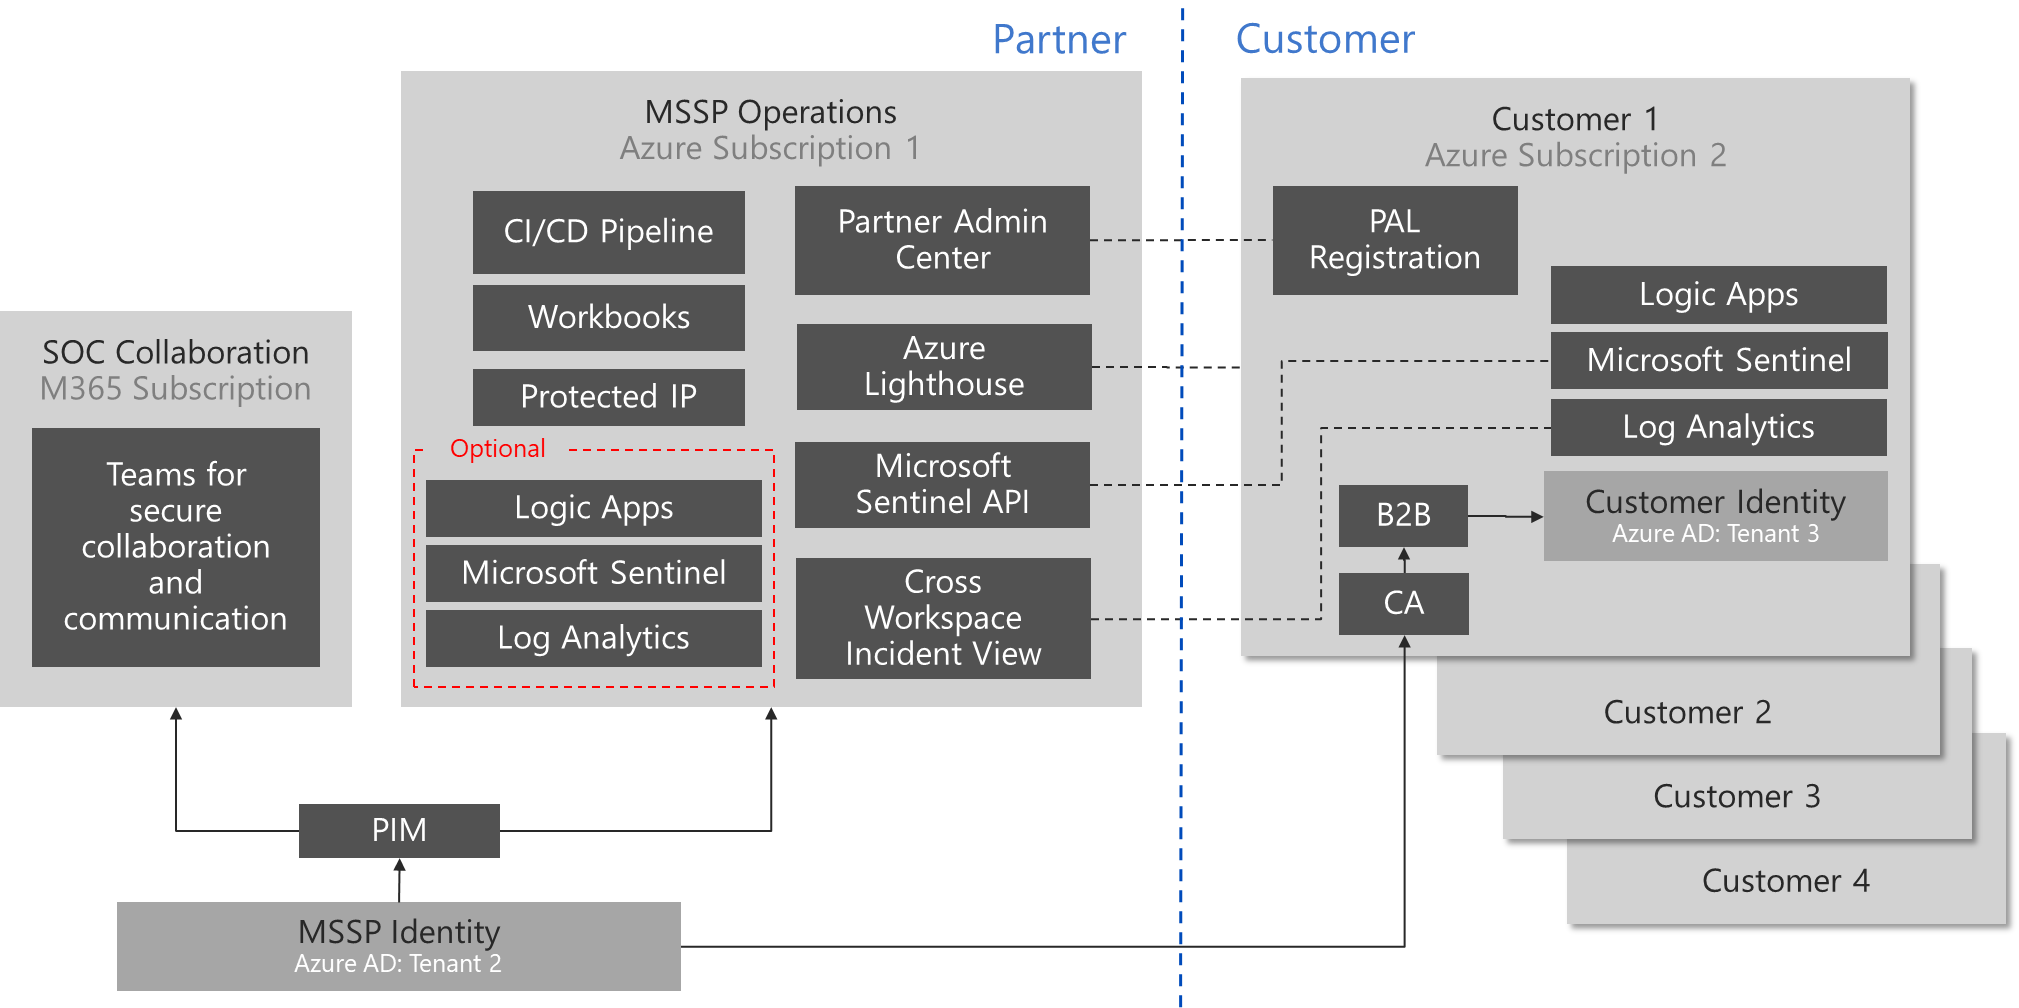 Partner
Customer
MSSP Operations
Azure Subscription 1
CI/CD Pipeline
Workbooks
Protected IP
Optional
Logic Apps
Microsoft Sentinel
Log Analytics
Partner Admin
Center
Azure
Lighthouse
Microsoft
Sentinel API
Cross
Workspace
Incident View
SOC Collaboration
M365 Subscription
Teams for
secure
collaboration
and
communication
PIM
MSSP Identity
Azure AD: Tenant 2
Customer 1
Azure Subscription 2
PAL
Registration
Logic Apps
Microsoft Sentinel
Log Analytics
B2B
Customer Identity
Azure AD: Tenant 3
CA
Customer 2
Customer 3
Customer 4